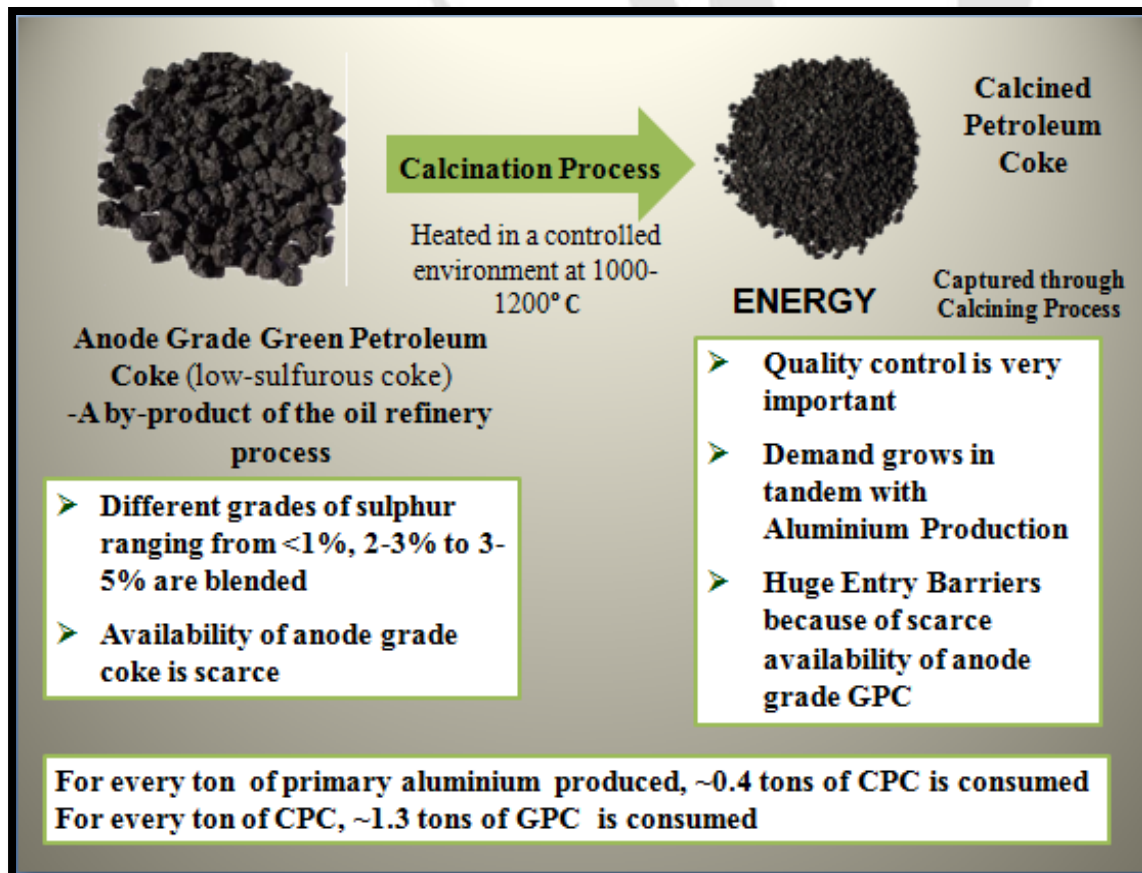 Calcination Process
Heated in a controlled
environment at 1000-
1200° C
Calcined
Petroleum
Coke
ENERGY
Captured through
Calcining Process
Anode Grade Green Petroleum
Coke (low-sulfurous coke)
-A by-product of the oil refinery
process
➢ Different grades of sulphur
ranging from <1%, 2-3% to 3-
5% are blended
➢ Availability of anode grade
coke is scarce
➢ Quality control is very
important
➢ Demand grows in
tandem with
Aluminium Production
➢ Huge Entry Barriers
because of scarce
availability of anode
grade GPC
For every ton of primary aluminium produced, ~0.4 tons of CPC is consumed
For every ton of CPC, ~1.3 tons of GPC is consumed